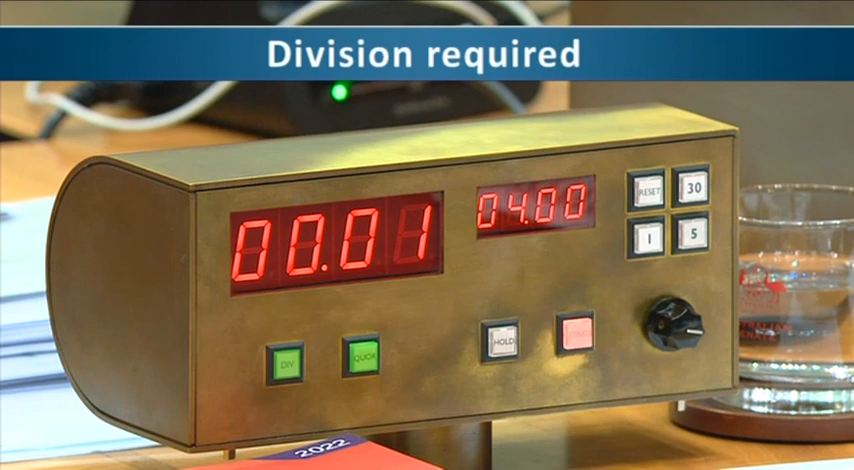 Division required
00.01
04.00
RESET 30
1 5
DIV
QUOR
HOLD
2022